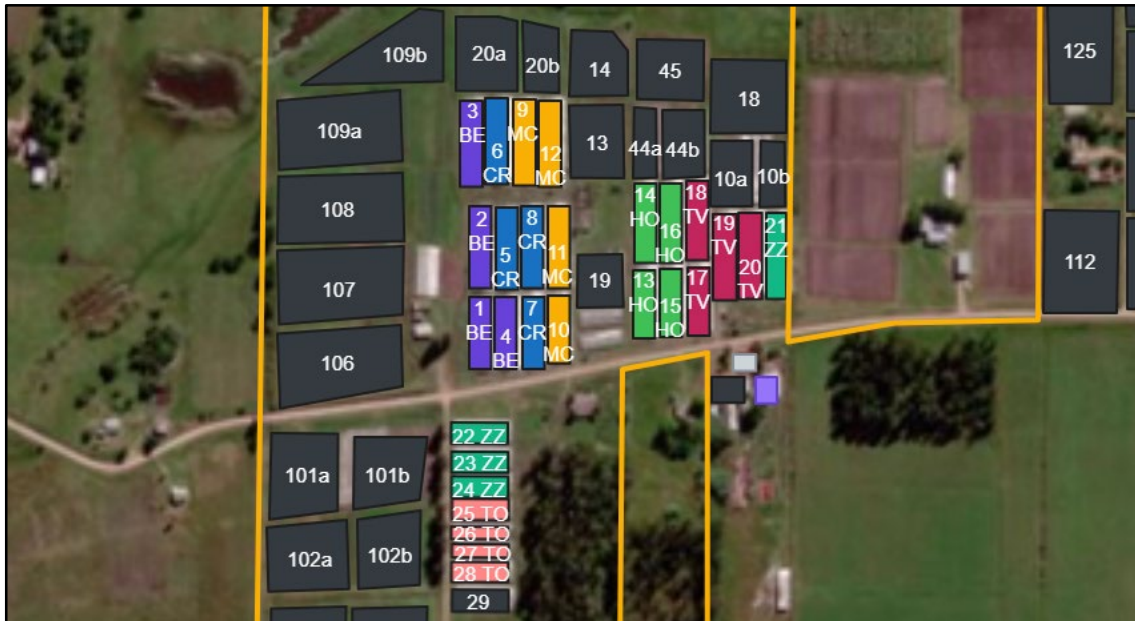 109b
20a
20b
14
45
125
18
3
BE
6
CR
9
MC
12
MC
109a
13
44a
44b
10a
10b
108
14
HO
16
HO
18
TV
19
TV
20
TV
21
ZZ
2
BE
5
CR
8
CR
11
MC
112
107
19
13
HO
15
HO
17
TV
1
BE
4
BE
7
CR
10
MC
106
22 ZZ
23 ZZ
24 ZZ
25 TO
26 TO
27 TO
28 TO
29
101a
101b
102a
102b